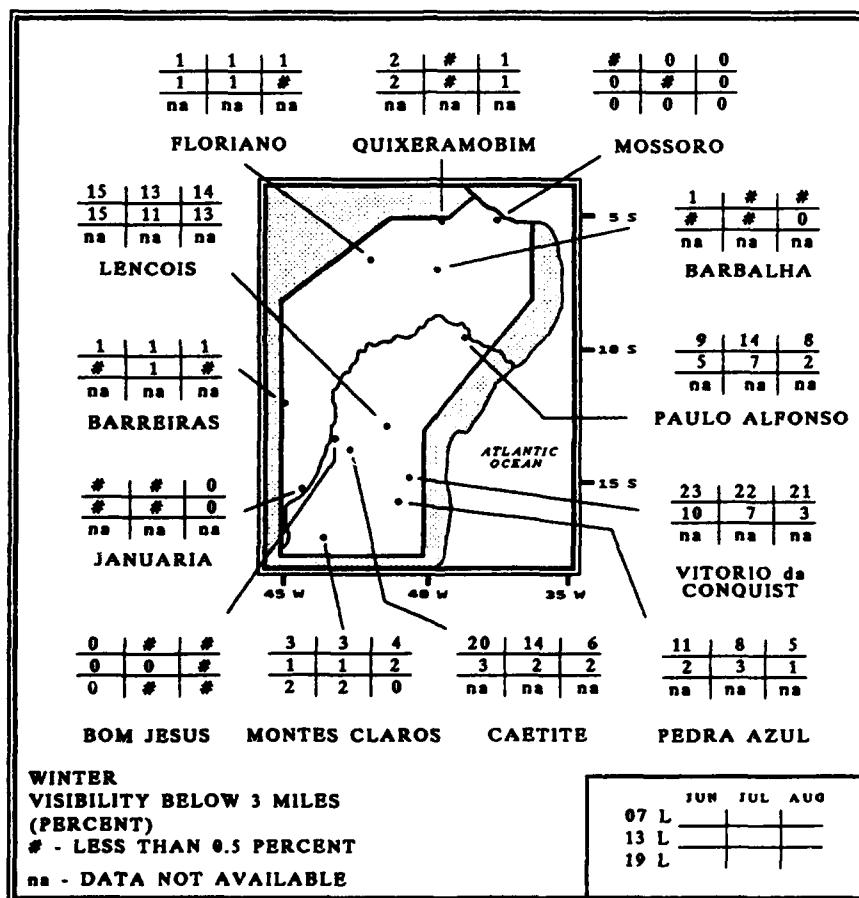 1 1 1
1 1 #
na na na
FLORIANO
2 # 1
2 # 1
na na na
QUIXERAMOBIM
# 0 0
0 # 0
0 0 0
MOSSORO
15 13 14
15 11 13
na na na
LENCOIS
1 # #
# # 0
na na na
BARBALHA
1 1 1
# 1 #
na na na
BARREIRAS
9 14 8
5 7 2
na na na
PAULO ALFONSO
# # 0
# # 0
na na na
JANUARIA
23 22 21
10 7 3
na na na
VITORIO da
CONQUIST
5 S
10 S
15 S
ATLANTIC
OCEAN
45 W 40 W 35 W
0 # #
0 0 #
0 # #
BOM JESUS
3 3 4
1 1 2
2 2 0
MONTES CLAROS
20 14 6
3 2 2
na na na
CAETITE
11 8 5
2 3 1
na na na
PEDRA AZUL
WINTER
VISIBILITY BELOW 3 MILES
(PERCENT)
# - LESS THAN 0.5 PERCENT
na - DATA NOT AVAILABLE
JUN JUL AUG
07 L
13 L
19 L